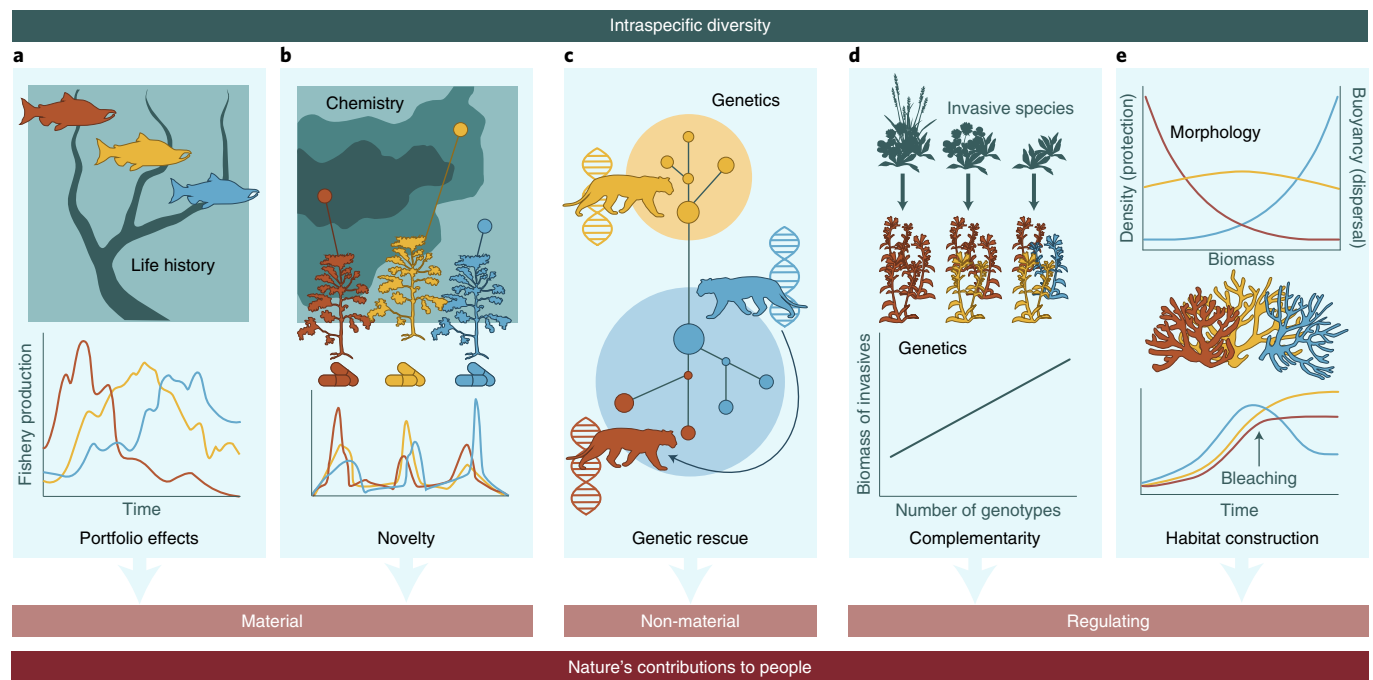 Intraspecific diversity
a
Life history
Fishery production
Time
Portfolio effects
b
Chemistry
Novelty
c
Genetics
Genetic rescue
d
Invasive species
Genetics
Biomass of invasives
Number of genotypes
Complementarity
e
Density (protection)
Morphology
Buoyancy (dispersal)
Biomass
Bleaching
Time
Habitat construction
Material
Non-material
Regulating
Nature's contributions to people